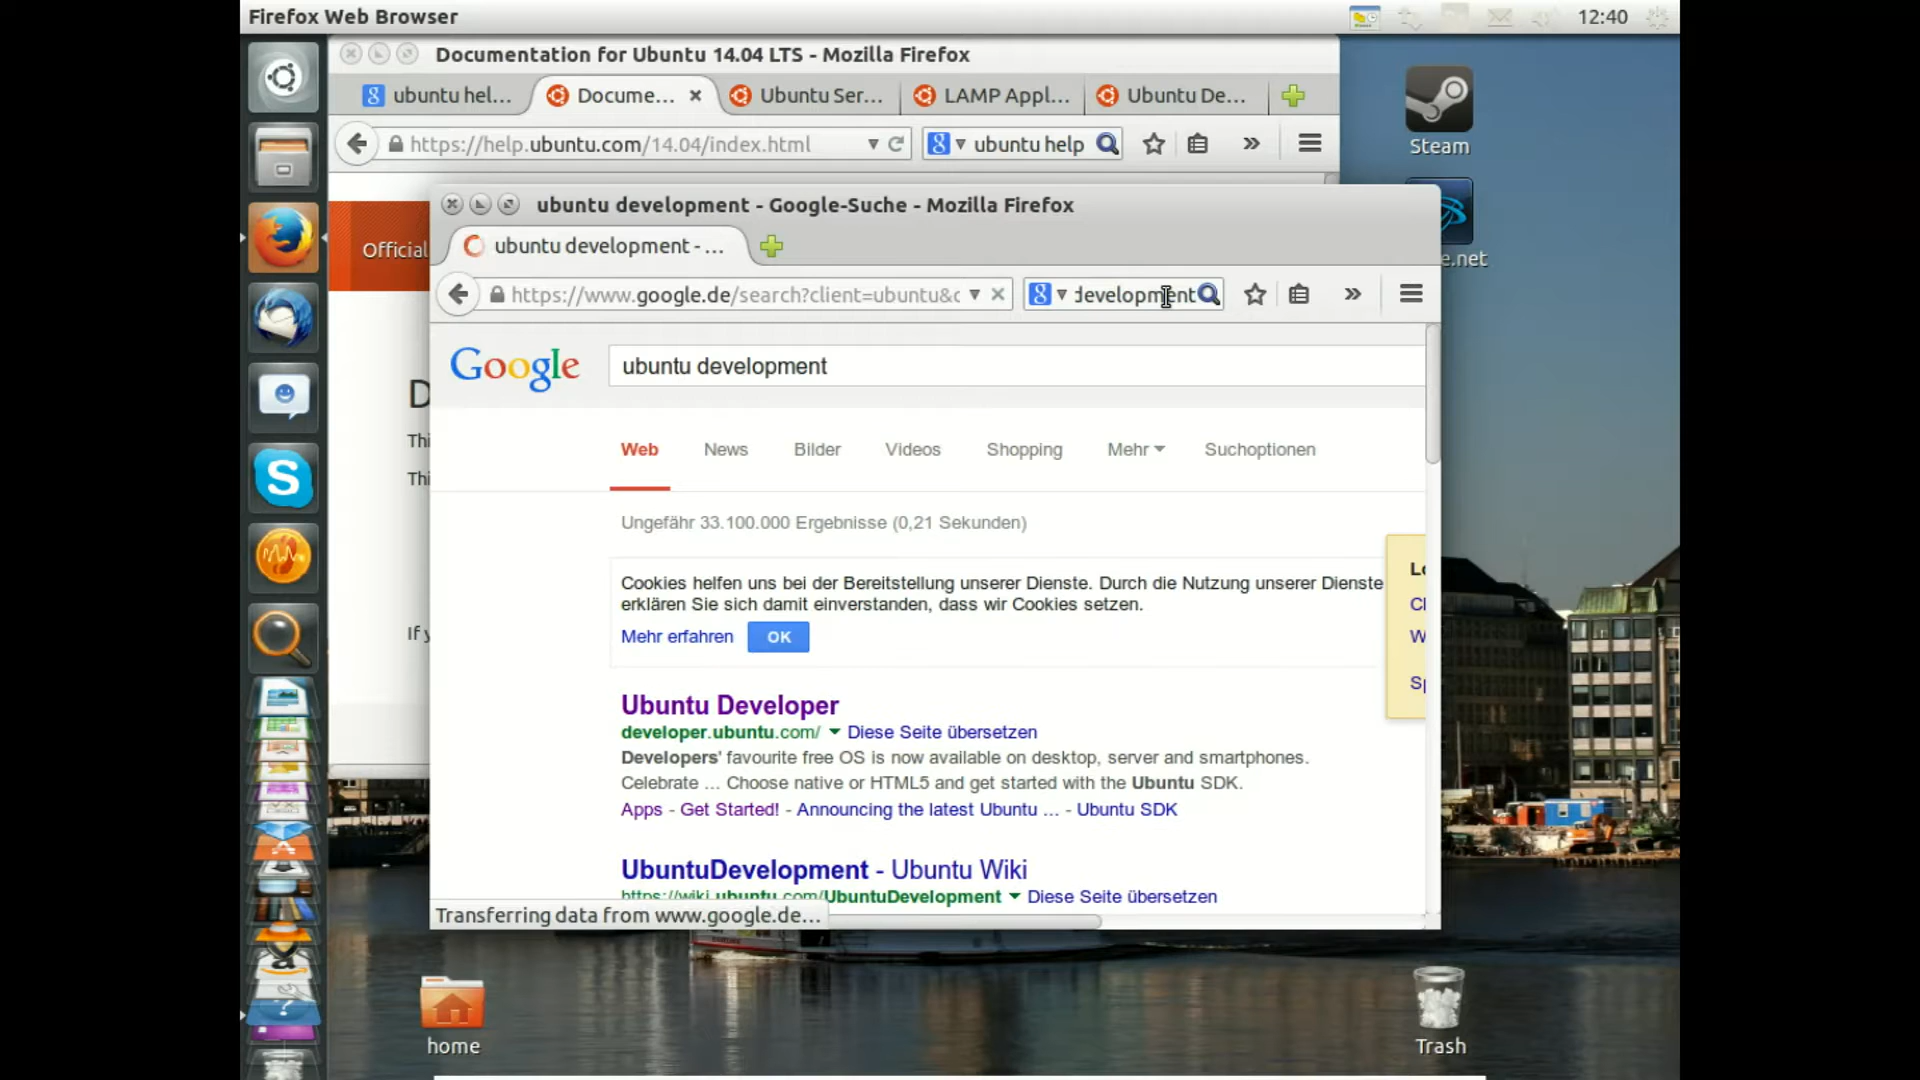 Firefox Web Browser
12:40
Documentation for Ubuntu 14.04 LTS - Mozilla Firefox
ubuntu hel...
Docume...
Ubuntu Ser...
LAMP Appl...
Ubuntu De...
https://help.ubuntu.com/14.04/index.html
ubuntu help
Steam
Official
ubuntu development - Google-Suche - Mozilla Firefox
ubuntu development - ...
e.net
https://www.google.de/search?client=ubuntu&c
development
Google
ubuntu development
Thi
Web News Bilder Videos Shopping Mehr Suchoptionen
Thi
Ungefähr 33.100.000 Ergebnisse (0,21 Sekunden)
Cookies helfen uns bei der Bereitstellung unserer Dienste. Durch die Nutzung unserer Dienste
erklären Sie sich damit einverstanden, dass wir Cookies setzen.
Mehr erfahren OK
Ubuntu Developer
developer.ubuntu.com/ Diese Seite übersetzen
Developers' favourite free OS is now available on desktop, server and smartphones.
Celebrate ... Choose native or HTML5 and get started with the Ubuntu SDK.
Apps - Get Started! - Announcing the latest Ubuntu ... - Ubuntu SDK
UbuntuDevelopment - Ubuntu Wiki
https://wiki.ubuntu.com/UbuntuDevelopment Diese Seite übersetzen
Transferring data from www.google.de...
home
Trash